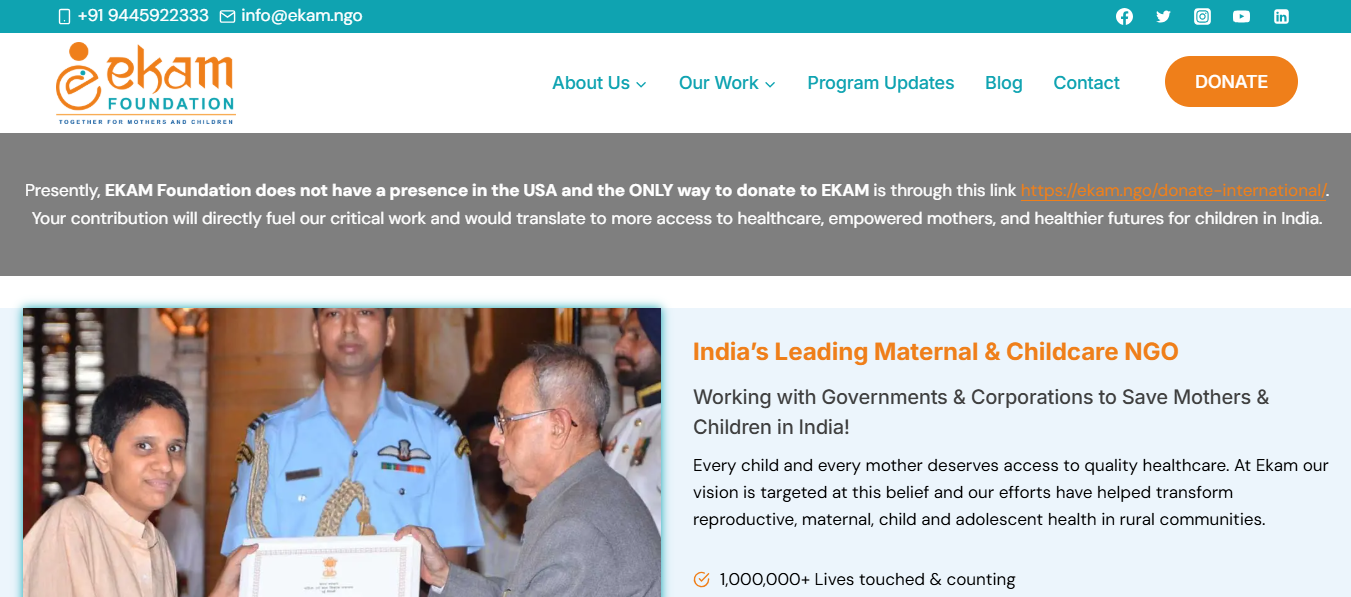 +91 9445922333 info@ekam.ngo
ekam
FOUNDATION
TOGETHER FOR MOTHERS AND CHILDREN
About Us Our Work Program Updates Blog Contact DONATE
Presently, EKAM Foundation does not have a presence in the USA and the ONLY way to donate to EKAM is through this link https://ekam.ngo/donate-international/.
Your contribution will directly fuel our critical work and would translate to more access to healthcare, empowered mothers, and healthier futures for children in India.
India’s Leading Maternal & Childcare NGO
Working with Governments & Corporations to Save Mothers &
Children in India!
Every child and every mother deserves access to quality healthcare. At Ekam our
vision is targeted at this belief and our efforts have helped transform
reproductive, maternal, child and adolescent health in rural communities.
1,000,000+ Lives touched & counting